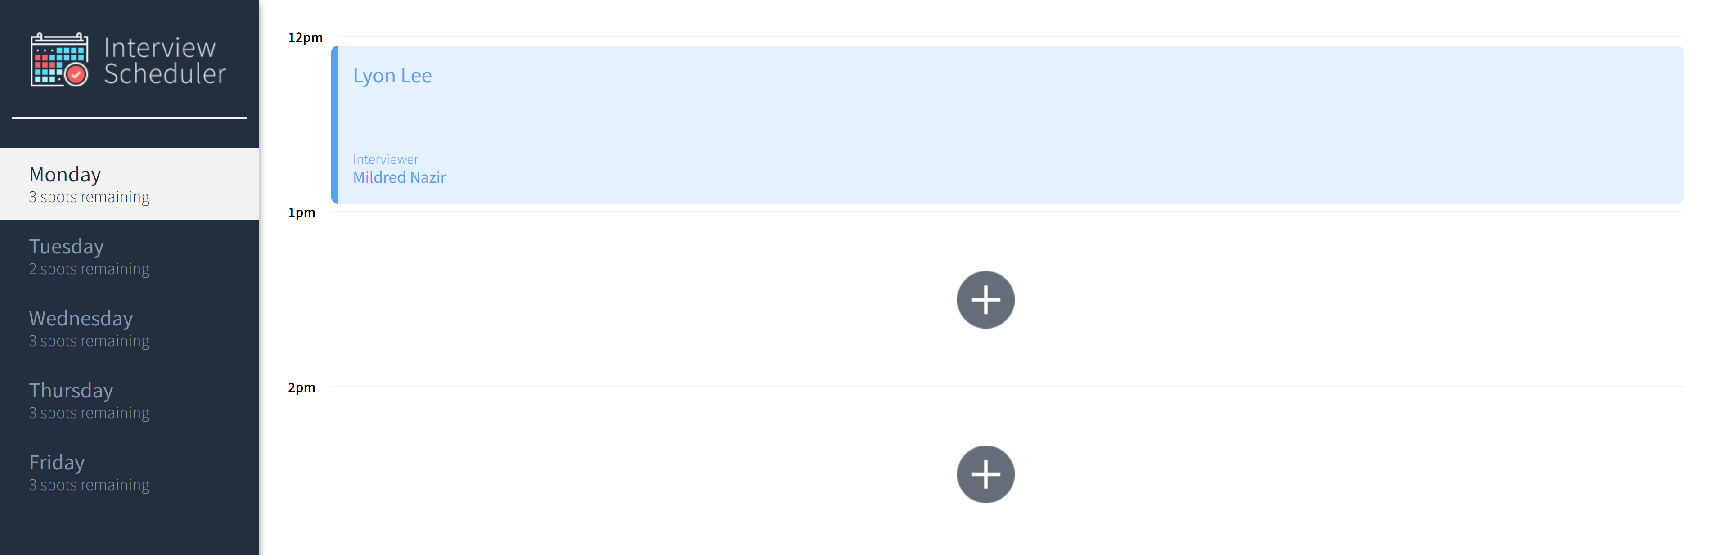 Interview
Scheduler
Monday
3 spots remaining
Tuesday
2 spots remaining
Wednesday
3 spots remaining
Thursday
3 spots remaining
Friday
3 spots remaining
12pm
Lyon Lee
Interviewer
Mildred Nazir
1pm
2pm